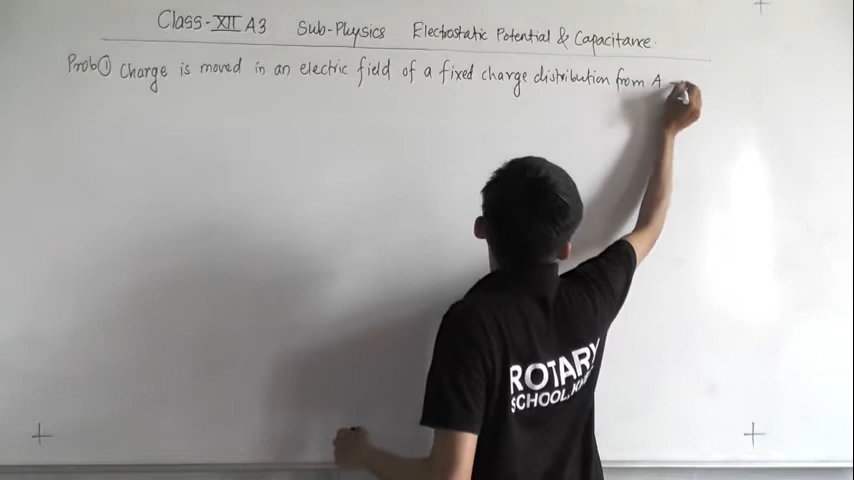 Class-XII A3 Sub-Physics Electrostatic Potential & Capacitance.
Prob① Charge is moved in an electric field of a fixed charge distribution from A
ROTARY
SCHOOL,